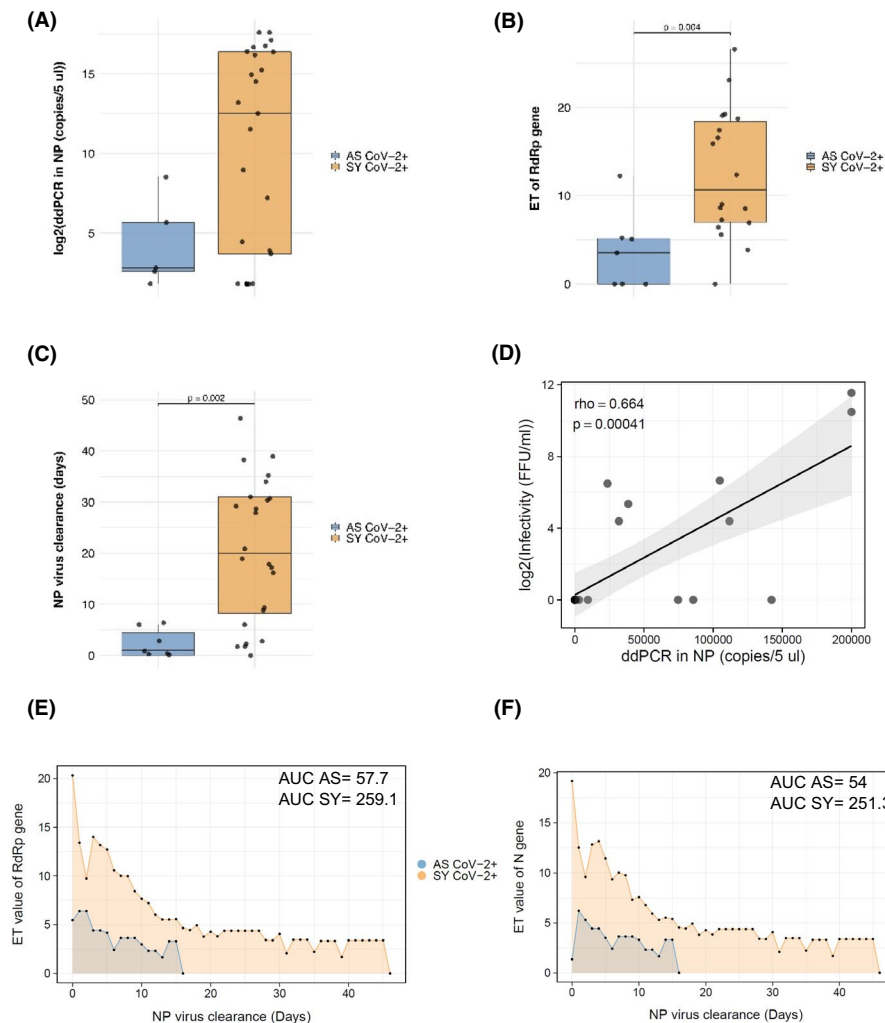 (A)
log2(ddPCR in NP (copies/5 ul))
15
10
5
AS CoV-2+
SY CoV-2+
(B)
p = 0.004
ET of RdRp gene
20
10
0
AS CoV-2+
SY CoV-2+
(C)
p = 0.002
NP virus clearance (days)
50
40
30
20
10
0
AS CoV-2+
SY CoV-2+
(D)
rho = 0.664
p = 0.00041
log2(Infectivity (FFU/ml))
12
8
4
0
0 50000 100000 150000 200000
ddPCR in NP (copies/5 ul)
(E)
AUC AS= 57.7
AUC SY= 259.1
ET value of RdRp gene
20
15
10
5
0
0 10 20 30 40
NP virus clearance (Days)
AS CoV-2+
SY CoV-2+
(F)
AUC AS= 54
AUC SY= 251.3
ET value of N gene
20
15
10
5
0
0 10 20 30 40
NP virus clearance (Days)